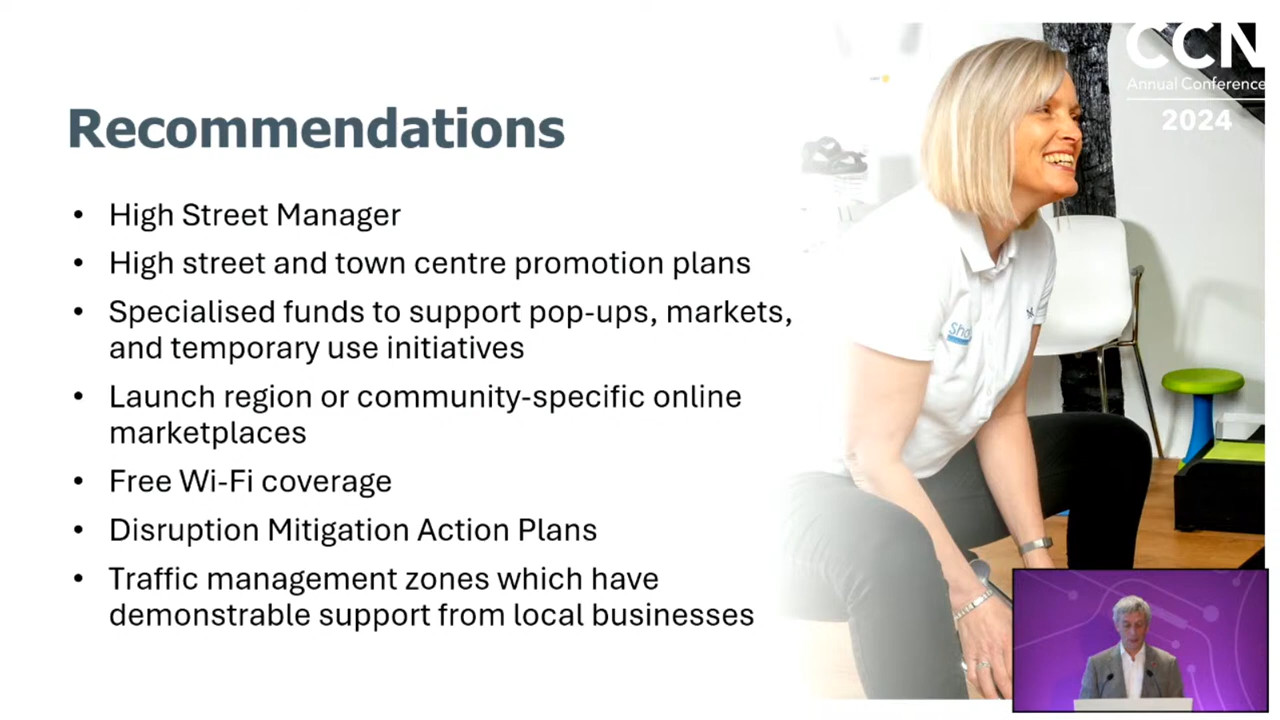 CCN
Annual Conference
2024
Recommendations
• High Street Manager
• High street and town centre promotion plans
• Specialised funds to support pop-ups, markets,
and temporary use initiatives
• Launch region or community-specific online
marketplaces
• Free Wi-Fi coverage
• Disruption Mitigation Action Plans
• Traffic management zones which have
demonstrable support from local businesses